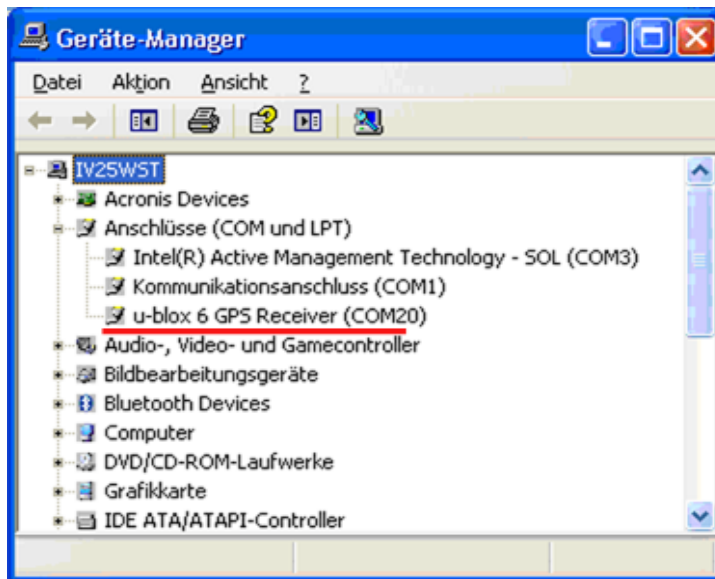 Geräte-Manager
Datei Aktion Ansicht ?
IV25WST
Acronis Devices
Anschlüsse (COM und LPT)
Intel(R) Active Management Technology - SOL (COM3)
Kommunikationsanschluss (COM1)
u-blox 6 GPS Receiver (COM20)
Audio-, Video- und Gamecontroller
Bildbearbeitungsgeräte
Bluetooth Devices
Computer
DVD/CD-ROM-Laufwerke
Grafikkarte
IDE ATA/ATAPI-Controller